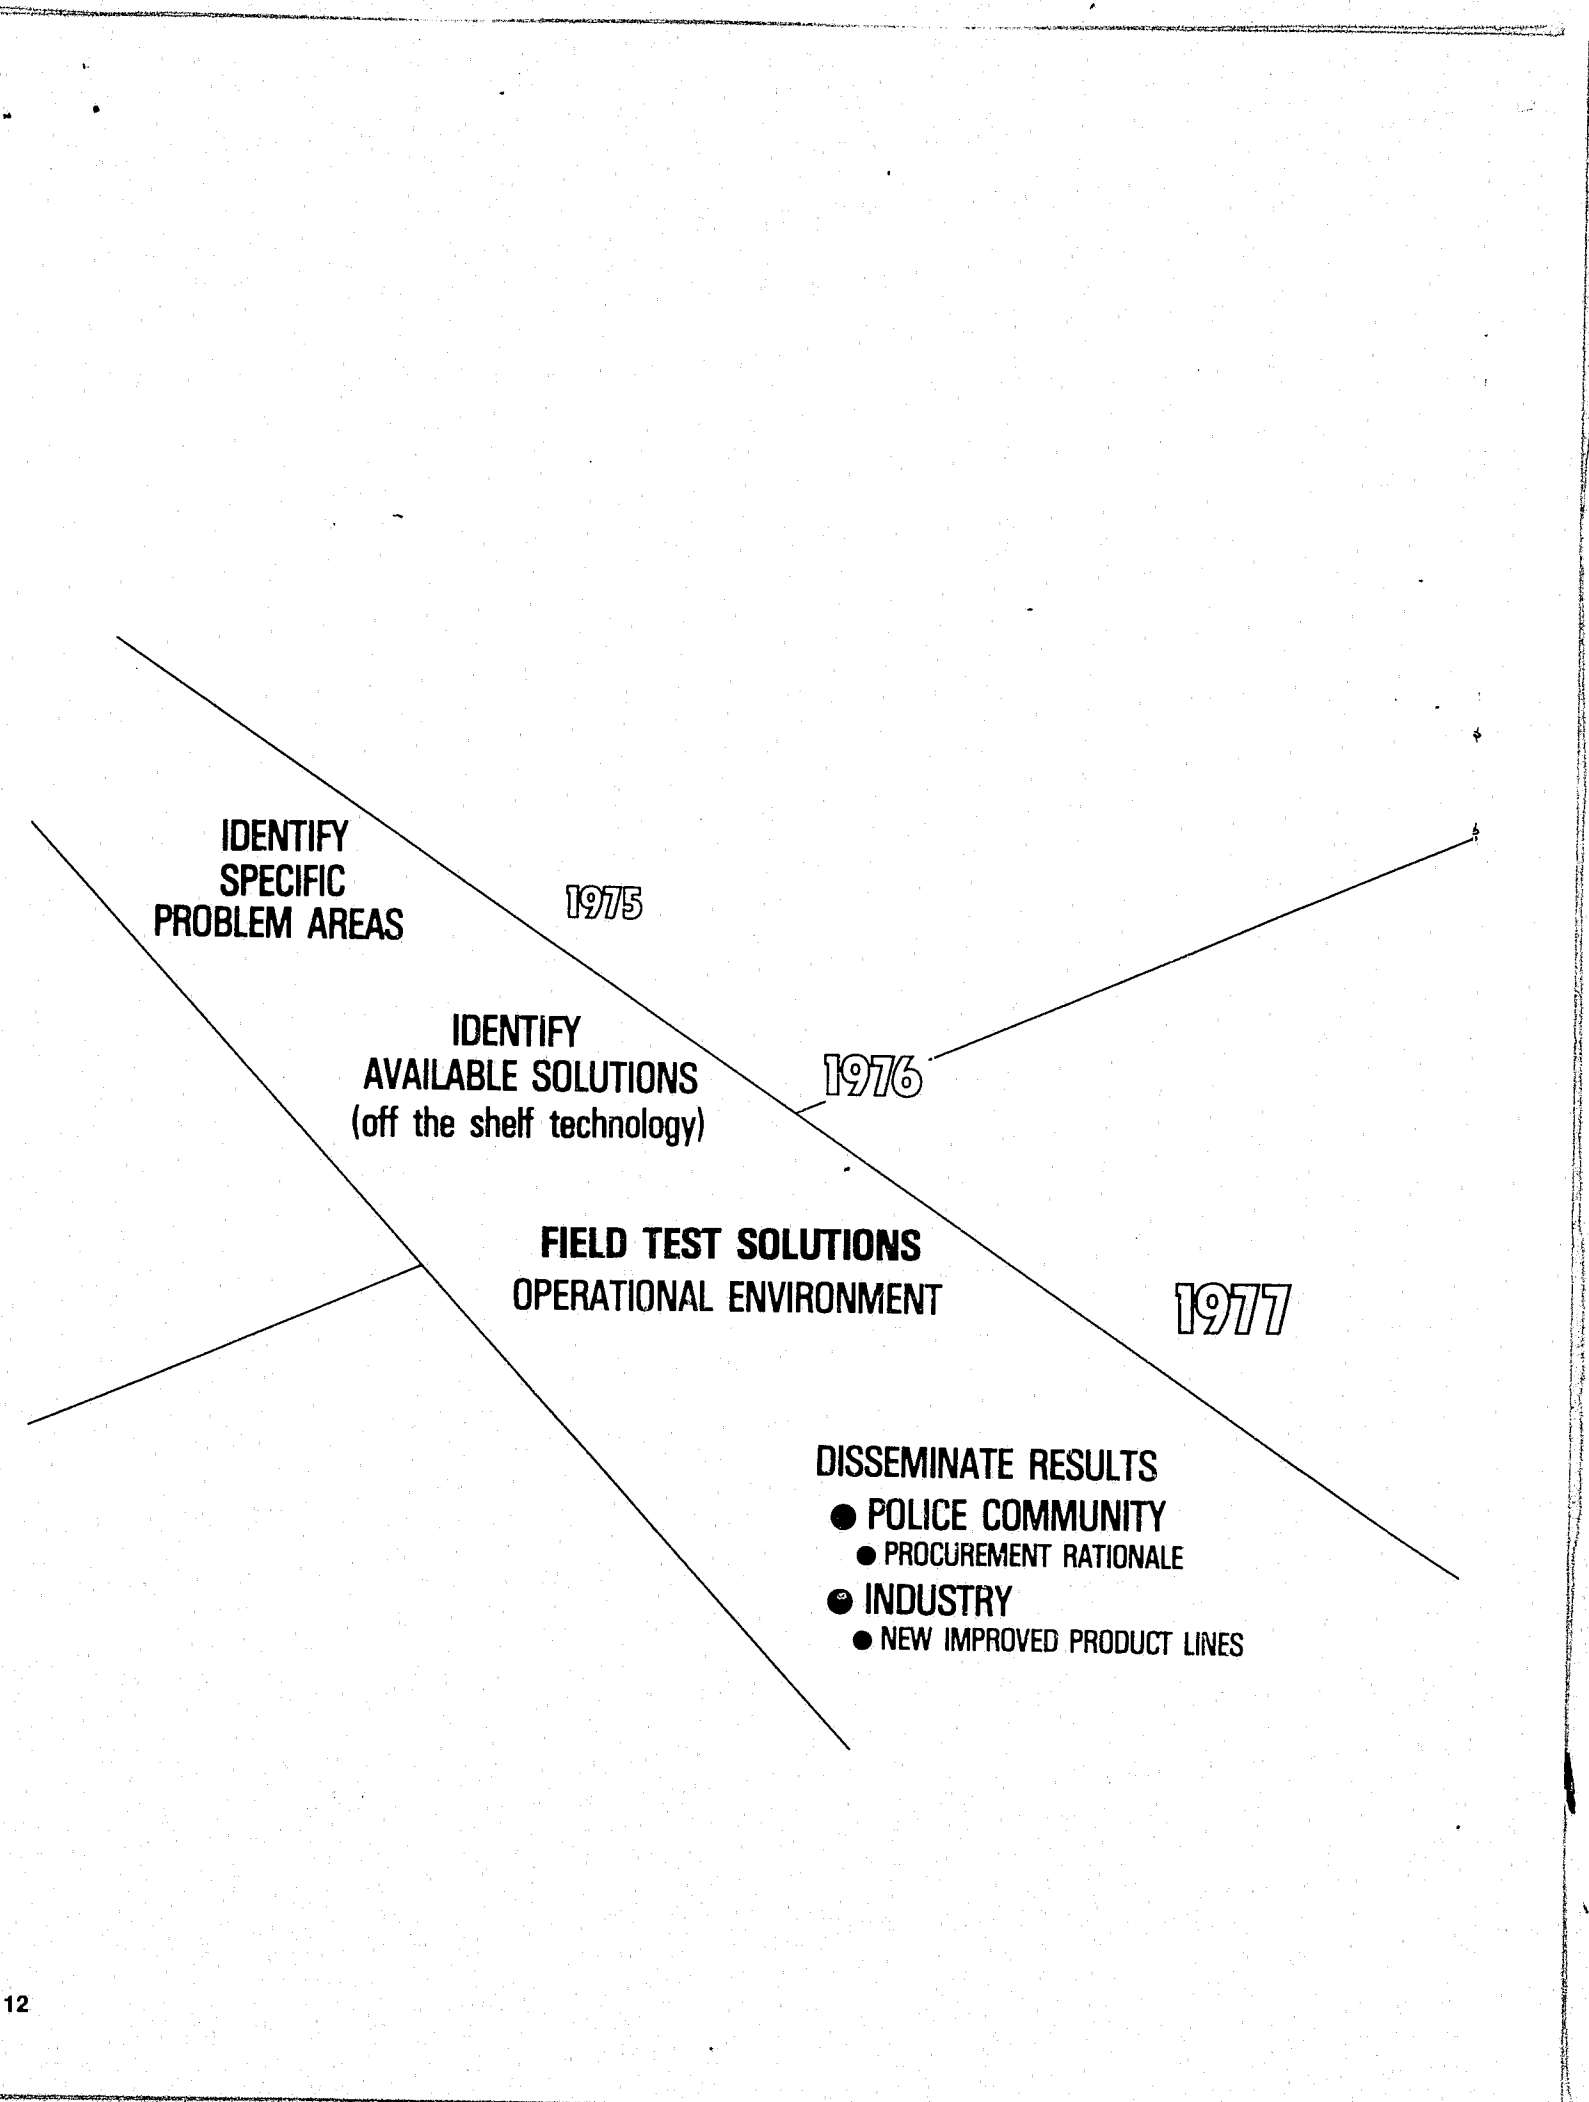 IDENTIFY
SPECIFIC
PROBLEM AREAS
1975
IDENTIFY
AVAILABLE SOLUTIONS
(off the shelf technology)
1976
FIELD TEST SOLUTIONS
OPERATIONAL ENVIRONMENT
1977
DISSEMINATE RESULTS
● POLICE COMMUNITY
● PROCUREMENT RATIONALE
● INDUSTRY
● NEW IMPROVED PRODUCT LINES
12